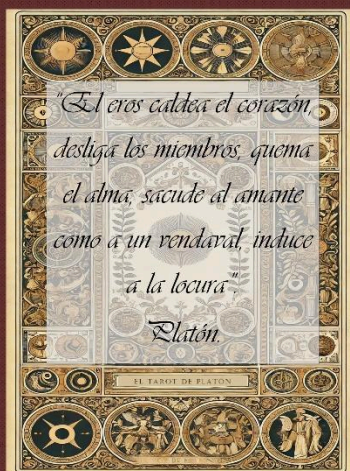 "El eros caldea el corazón,
desliga los miembros, quema
el alma, sacude al amante
como a un vendaval, induce
a la locura".
Platón.
EL TAROT DE PLATON